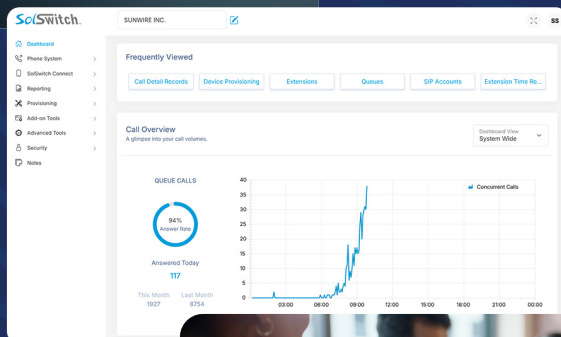 SolSwitch
SUNWIRE INC.
SS
Dashboard
Phone System
SolSwitch Connect
Reporting
Provisioning
Add-on Tools
Advanced Tools
Security
Notes
Frequently Viewed
Call Detail Records
Device Provisioning
Extensions
Queues
SIP Accounts
Extension Time Re...
Call Overview
A glimpse into your call volumes.
Dashboard View
System Wide
QUEUE CALLS
94%
Answer Rate
Answered Today
117
This Month Last Month
1927 8754
Concurrent Calls
40
35
30
25
20
15
10
5
0
03:00 06:00 09:00 12:00 15:00 18:00 21:00 00:00